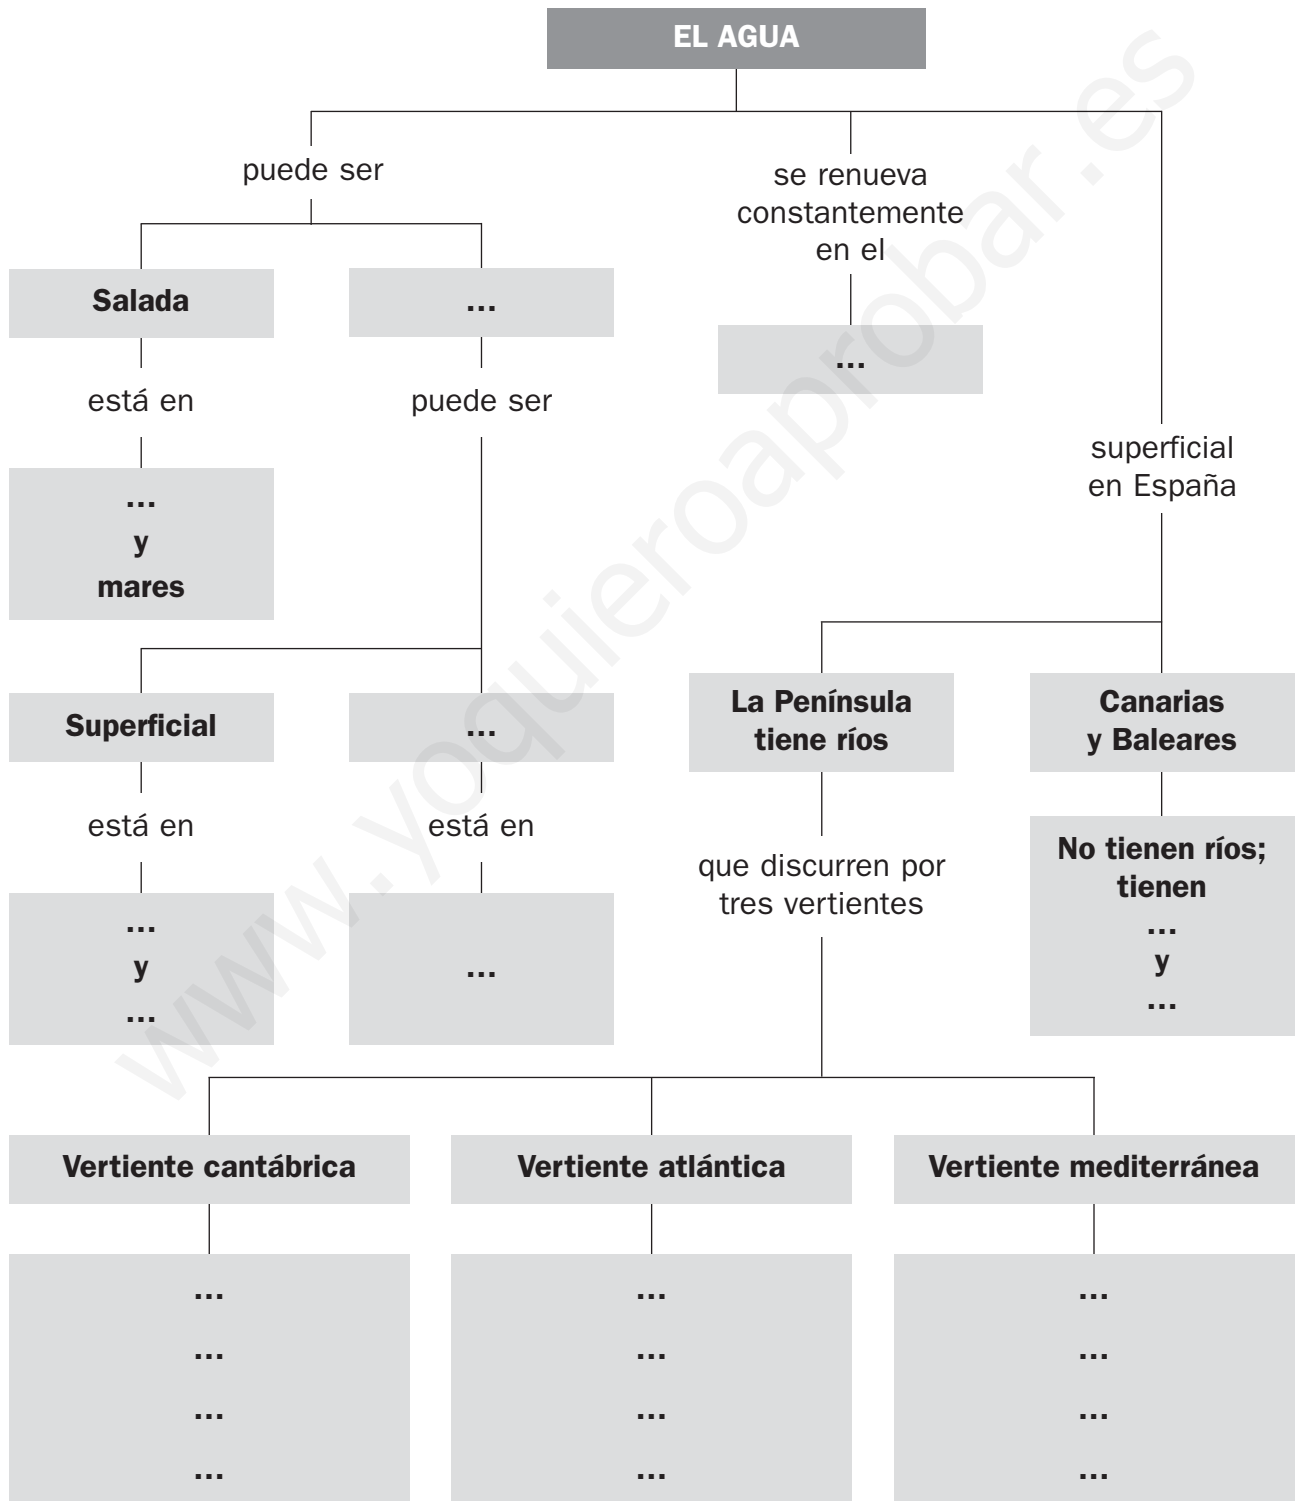 EL AGUA
puede ser
se renueva
constantemente
en el
Salada
...
...
está en
puede ser
superficial
en España
...
y
mares
Superficial
...
La Península
tiene ríos
Canarias
y Baleares
está en
está en
que discurren por
tres vertientes
No tienen ríos;
tienen
...
y
...
...
y
...
...
Vertiente cantábrica
Vertiente atlántica
Vertiente mediterránea
...
...
...
...
...
...
...
...
...
...
...
...
www.yoquieroaprobar.es